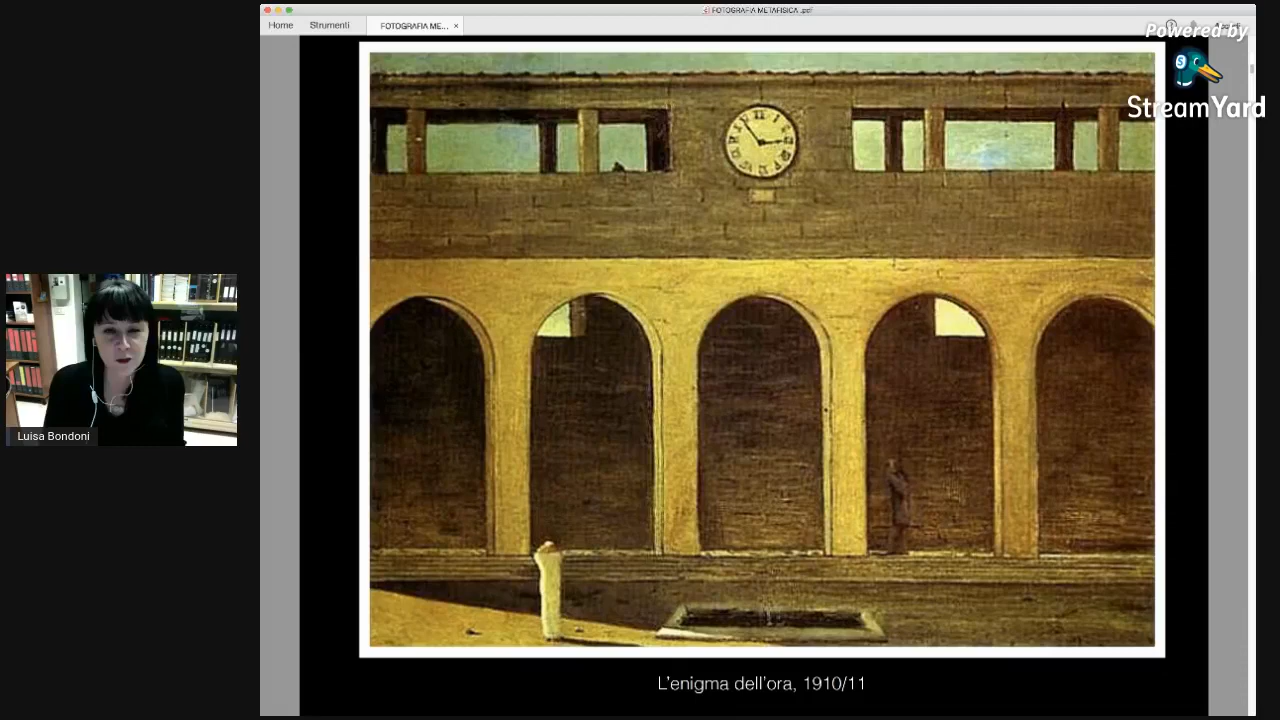 FOTOGRAFIA METAFISICA .pdf
Home
Strumenti
FOTOGRAFIA ME... ×
Powered by
S
StreamYard
Luisa Bondoni
L'enigma dell'ora, 1910/11